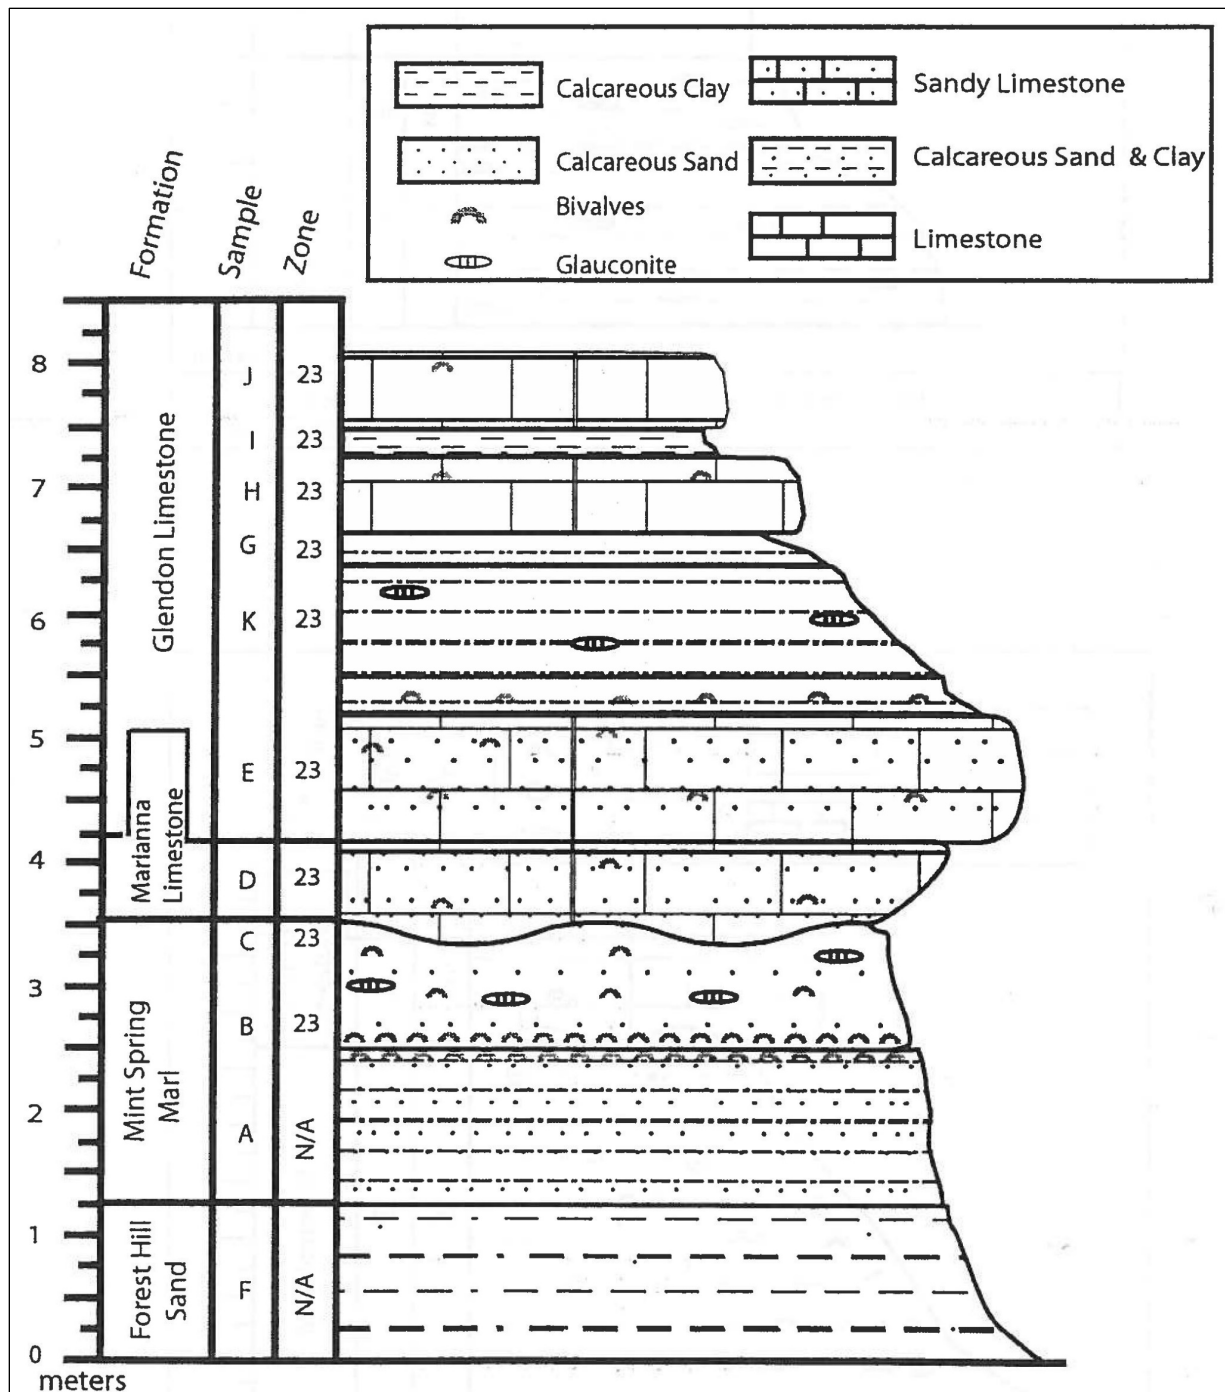 Calcareous Clay
Sandy Limestone
Calcareous Sand
Calcareous Sand & Clay
Bivalves
Glauconite
Limestone
Formation
Sample
Zone
8
7
6
5
4
3
2
1
0
meters
Glendon Limestone
Marianna
Limestone
Mint Spring
Marl
Forest Hill
Sand
J 23
I 23
H 23
G 23
K 23
E 23
D 23
C 23
B 23
A N/A
F N/A